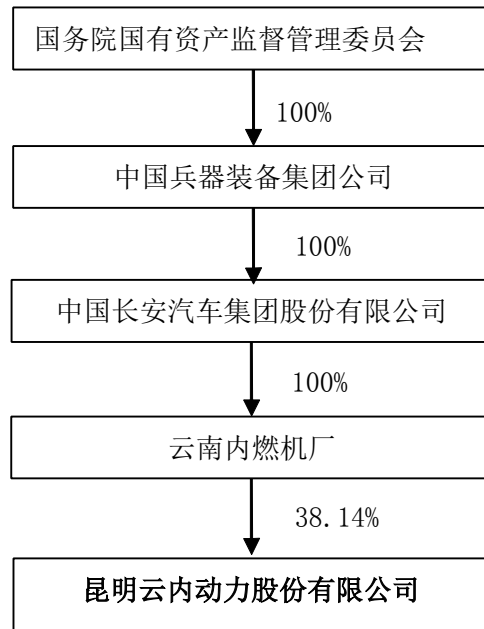 国务院国有资产监督管理委员会
100%
中国兵器装备集团公司
100%
中国长安汽车集团股份有限公司
100%
云南内燃机厂
38.14%
昆明云内动力股份有限公司